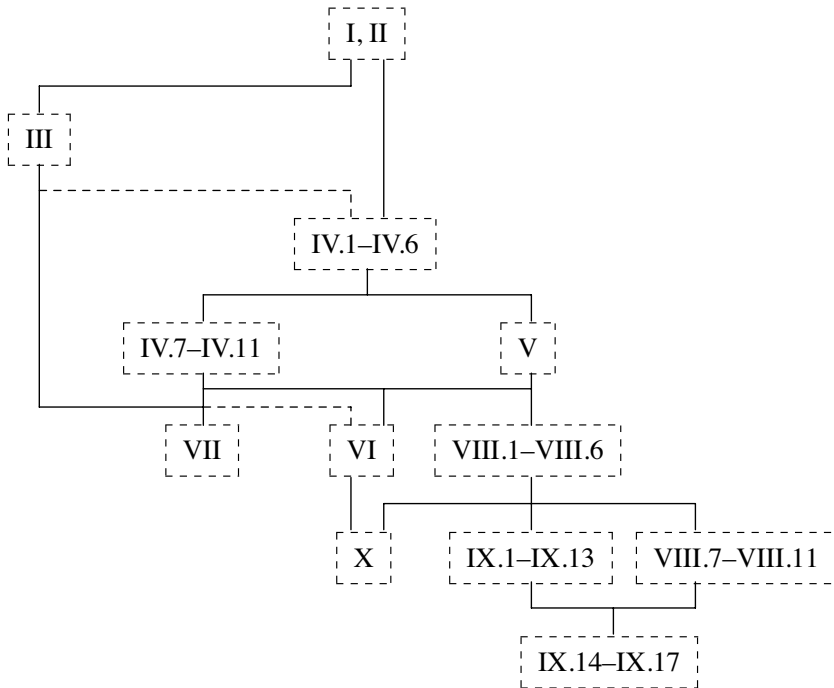 I, II
III
IV.1–IV.6
IV.7–IV.11
V
VII
VI
VIII.1–VIII.6
X
IX.1–IX.13
VIII.7–VIII.11
IX.14–IX.17